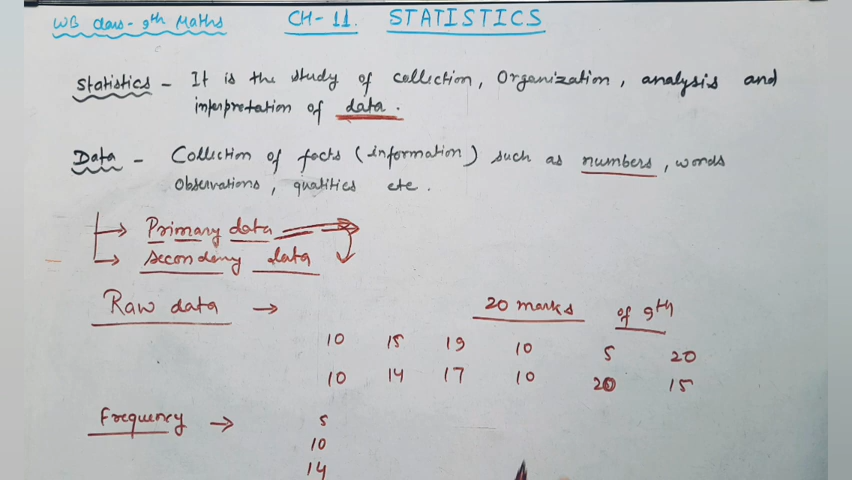 WB class-9th Maths CH-11. STATISTICS
Statistics - It is the study of collection, Organization, analysis and
interpretation of data.
Data - Collection of facts (information) such as numbers, words
observations, qualities etc.
→ Primary data
→ Secondary data
Raw data → 20 marks of 9th
10 15 19 10 5 20
10 14 17 10 20 15
Frequency → 5
10
14